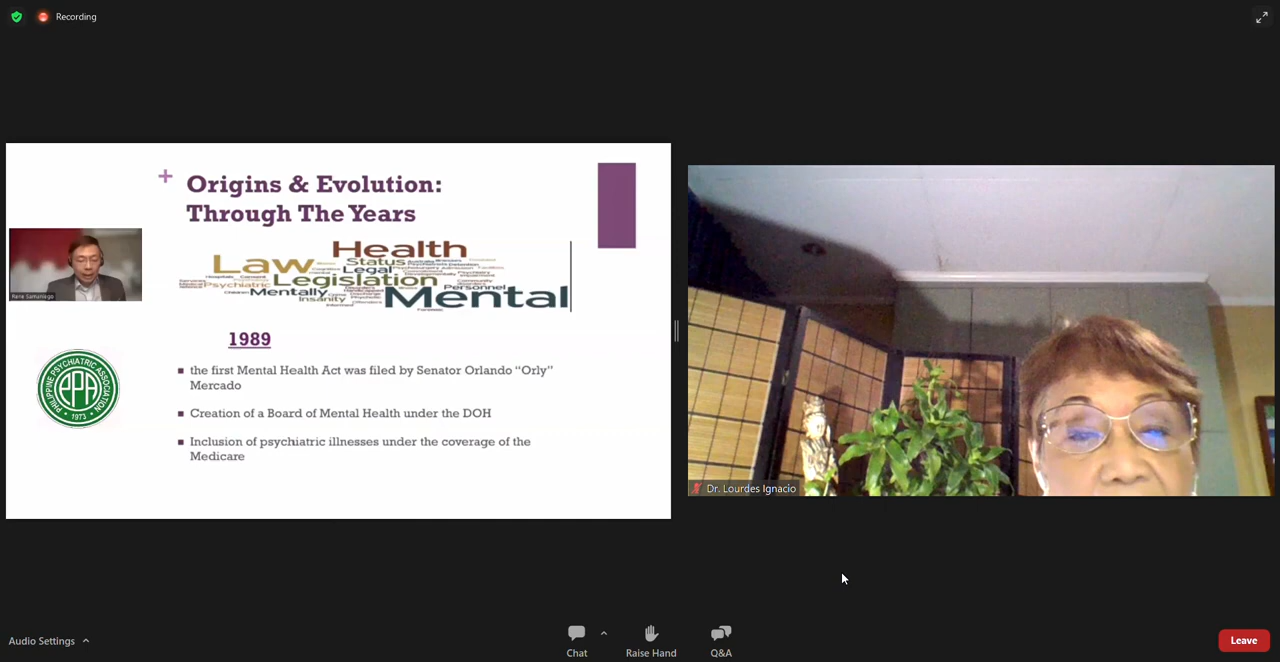 Recording
Origins & Evolution:
Through The Years
Health
Law
Status
Legal
Psychiatric
Legislation
Personnel
Mentally
Insanity
Mental
Rene Samaniego
1989
PHILIPPINE PSYCHIATRIC ASSOCIATION
PPA
1973
▪ the first Mental Health Act was filed by Senator Orlando “Orly”
Mercado
▪ Creation of a Board of Mental Health under the DOH
▪ Inclusion of psychiatric illnesses under the coverage of the
Medicare
Dr. Lourdes Ignacio
Audio Settings
Chat
Raise Hand
Q&A
Leave